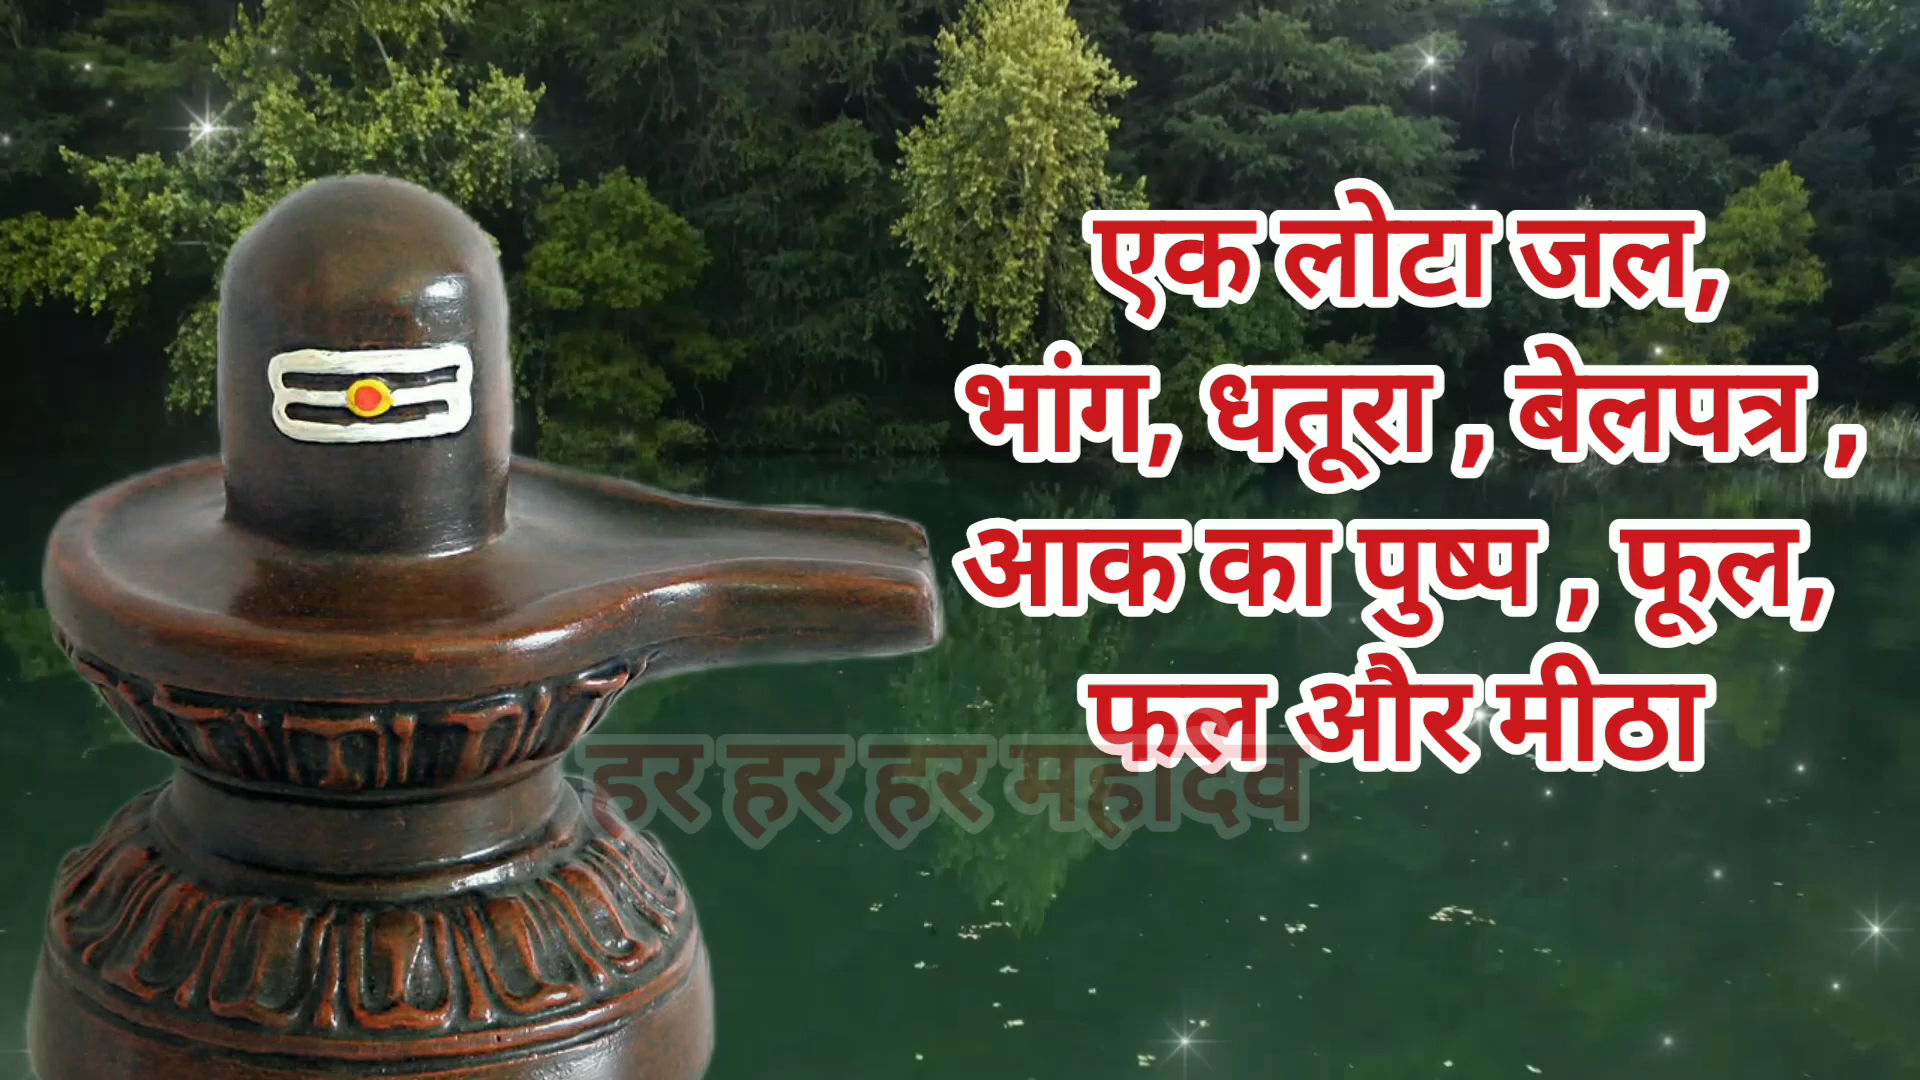 एक लोटा जल,
भांग, धतूरा , बेलपत्र ,
आक का पुष्प , फूल,
फल और मीठा
हर हर हर महादेव